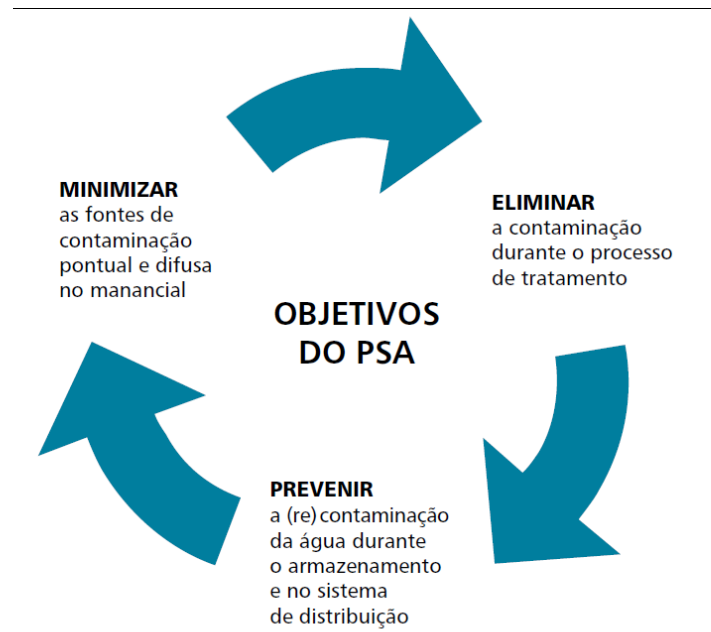 MINIMIZAR
as fontes de
contaminação
pontual e difusa
no manancial
ELIMINAR
a contaminação
durante o processo
de tratamento
OBJETIVOS
DO PSA
PREVENIR
a (re)contaminação
da água durante
o armazenamento
e no sistema
de distribuição